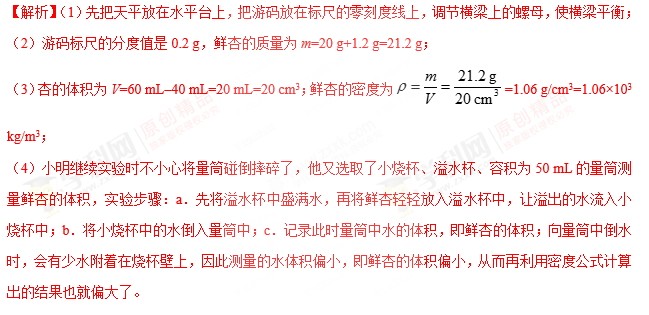 【解析】（1）先把天平放在水平台上，把游码放在标尺的零刻度线上，调节横梁上的螺母，使横梁平衡；
（2）游码标尺的分度值是 0.2 g，鲜杏的质量为 m=20 g+1.2 g=21.2 g；
（3）杏的体积为 V=60 mL–40 mL=20 mL=20 cm³；鲜杏的密度为 ρ = m/V = 21.2 g/20 cm³ =1.06 g/cm³=1.06×10³
kg/m³；
（4）小明继续实验时不小心将量筒碰倒摔碎了，他又选取了小烧杯、溢水杯、容积为 50 mL 的量筒测
量鲜杏的体积，实验步骤：a．先将溢水杯中盛满水，再将鲜杏轻轻放入溢水杯中，让溢出的水流入小
烧杯中；b．将小烧杯中的水倒入量筒中；c．记录此时量筒中水的体积，即鲜杏的体积；向量筒中倒水
时，会有少水附着在烧杯壁上，因此测量的水体积偏小，即鲜杏的体积偏小，从而再利用密度公式计算
出的结果也就偏大了。